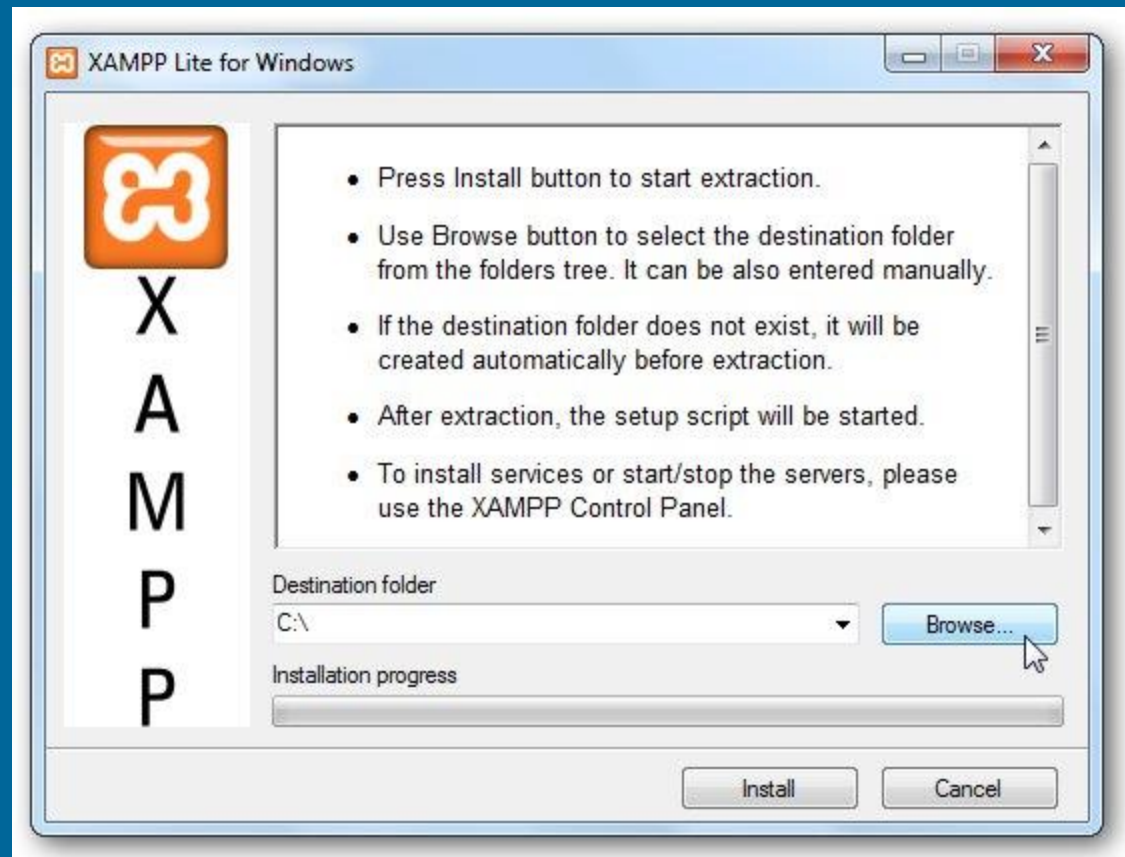 XAMPP Lite for Windows
X
A
M
P
P
• Press Install button to start extraction.
• Use Browse button to select the destination folder
from the folders tree. It can be also entered manually.
• If the destination folder does not exist, it will be
created automatically before extraction.
• After extraction, the setup script will be started.
• To install services or start/stop the servers, please
use the XAMPP Control Panel.
Destination folder
C:\
Browse...
Installation progress
Install
Cancel